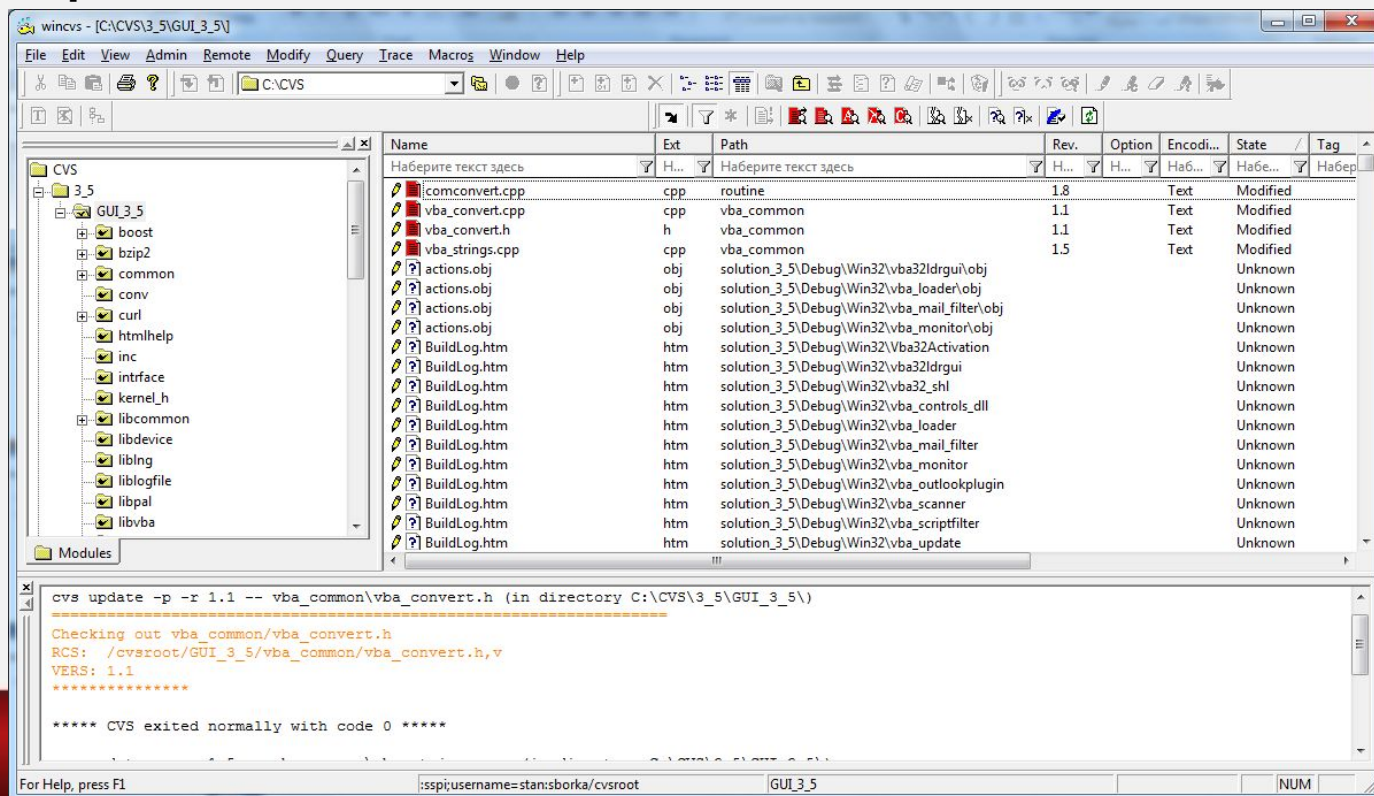 wincvs - [C:\CVS\3_5\GUI_3_5\]
File Edit View Admin Remote Modify Query Trace Macros Window Help
C:\CVS
Name Ext Path Rev. Option Encodi... State Tag
Наберите текст здесь Н... Наберите текст здесь Н... Н... Наб... Набе... Набер
CVS
3_5
GUI_3_5
boost
bzip2
common
conv
curl
htmlhelp
inc
intrface
kernel_h
libcommon
libdevice
liblng
liblogfile
libpal
libvba
Modules
comconvert.cpp cpp routine 1.8 Text Modified
vba_convert.cpp cpp vba_common 1.1 Text Modified
vba_convert.h h vba_common 1.1 Text Modified
vba_strings.cpp cpp vba_common 1.5 Text Modified
actions.obj obj solution_3_5\Debug\Win32\vba32ldrgui\obj Unknown
actions.obj obj solution_3_5\Debug\Win32\vba_loader\obj Unknown
actions.obj obj solution_3_5\Debug\Win32\vba_mail_filter\obj Unknown
actions.obj obj solution_3_5\Debug\Win32\vba_monitor\obj Unknown
BuildLog.htm htm solution_3_5\Debug\Win32\Vba32Activation Unknown
BuildLog.htm htm solution_3_5\Debug\Win32\vba32ldrgui Unknown
BuildLog.htm htm solution_3_5\Debug\Win32\vba32_shl Unknown
BuildLog.htm htm solution_3_5\Debug\Win32\vba_controls_dll Unknown
BuildLog.htm htm solution_3_5\Debug\Win32\vba_loader Unknown
BuildLog.htm htm solution_3_5\Debug\Win32\vba_mail_filter Unknown
BuildLog.htm htm solution_3_5\Debug\Win32\vba_monitor Unknown
BuildLog.htm htm solution_3_5\Debug\Win32\vba_outlookplugin Unknown
BuildLog.htm htm solution_3_5\Debug\Win32\vba_scanner Unknown
BuildLog.htm htm solution_3_5\Debug\Win32\vba_scriptfilter Unknown
BuildLog.htm htm solution_3_5\Debug\Win32\vba_update Unknown
cvs update -p -r 1.1 -- vba_common\vba_convert.h (in directory C:\CVS\3_5\GUI_3_5\)
===================================================================
Checking out vba_common/vba_convert.h
RCS: /cvsroot/GUI_3_5/vba_common/vba_convert.h,v
VERS: 1.1
***************
***** CVS exited normally with code 0 *****
For Help, press F1 :sspi;username=stan:sborka/cvsroot GUI_3_5 NUM